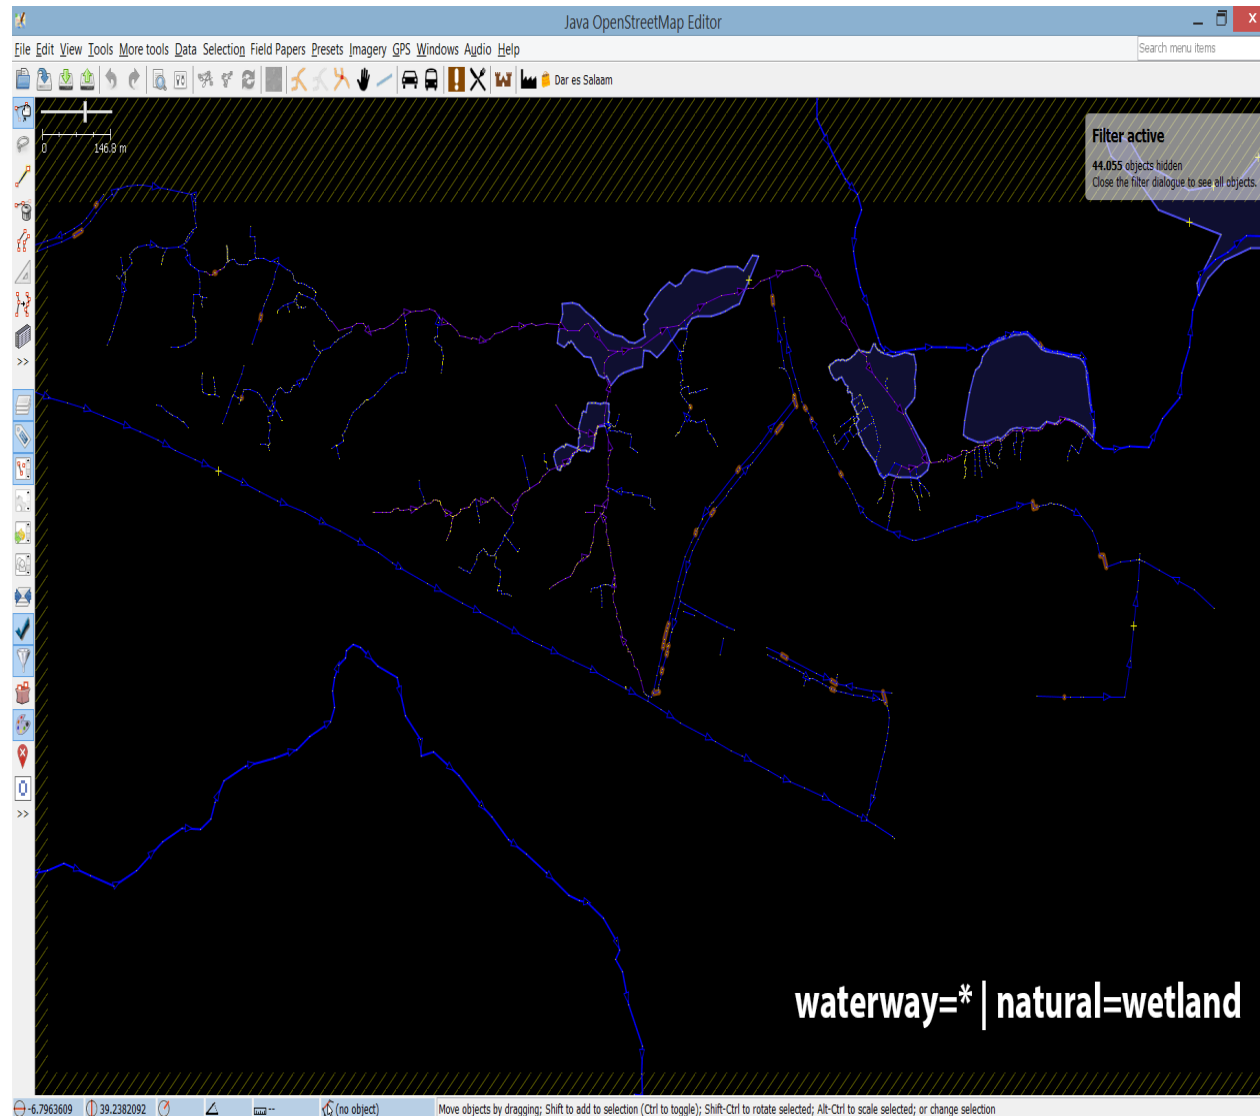 Java OpenStreetMap Editor
File Edit View Tools More tools Data Selection Field Papers Presets Imagery GPS Windows Audio Help
Search menu items
Dar es Salaam
0 146.8 m
Filter active
44.055 objects hidden
Close the filter dialogue to see all objects.
>>
>>
waterway=* | natural=wetland
-6.7963609 39.2382092 -- (no object) Move objects by dragging; Shift to add to selection (Ctrl to toggle); Shift-Ctrl to rotate selected; Alt-Ctrl to scale selected; or change selection